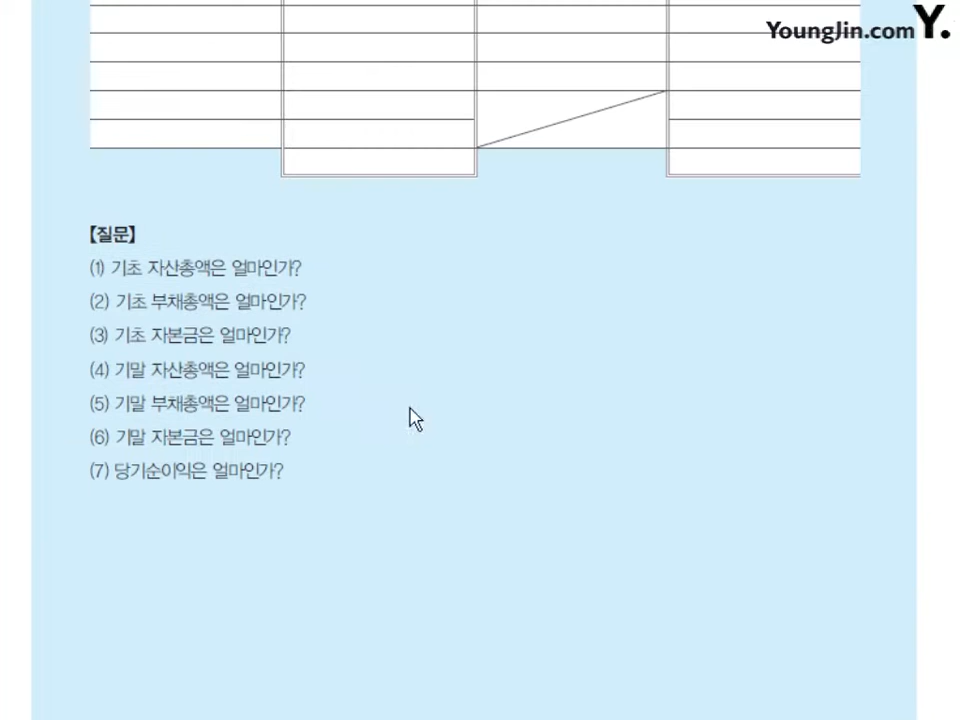 YoungJin.com Y.
【질문】
(1) 기초 자산총액은 얼마인가?
(2) 기초 부채총액은 얼마인가?
(3) 기초 자본금은 얼마인가?
(4) 기말 자산총액은 얼마인가?
(5) 기말 부채총액은 얼마인가?
(6) 기말 자본금은 얼마인가?
(7) 당기순이익은 얼마인가?